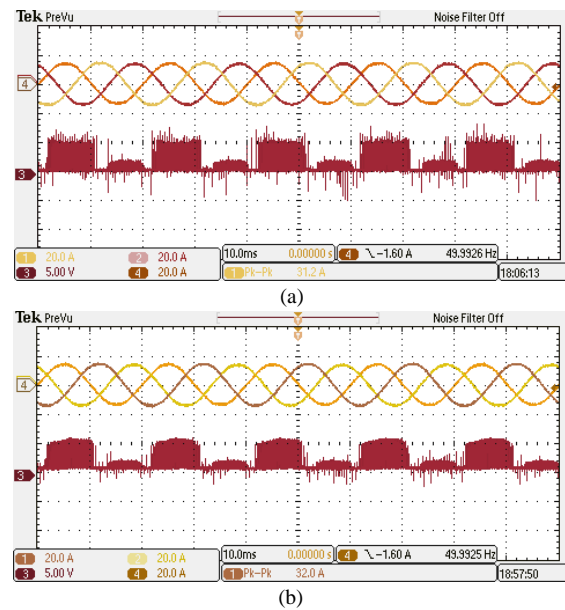 Tek PreVu Noise Filter Off
4
3
1 20.0 A 2 20.0 A 10.0ms 0.00000 s 4 \−1.60 A 49.9926 Hz
3 5.00 V 4 20.0 A 1 Pk–Pk 31.2 A 18:06:13
(a)
Tek PreVu Noise Filter Off
4
3
1 20.0 A 2 20.0 A 10.0ms 0.00000 s 4 \−1.60 A 49.9925 Hz
3 5.00 V 4 20.0 A 1 Pk–Pk 32.0 A 18:57:50
(b)